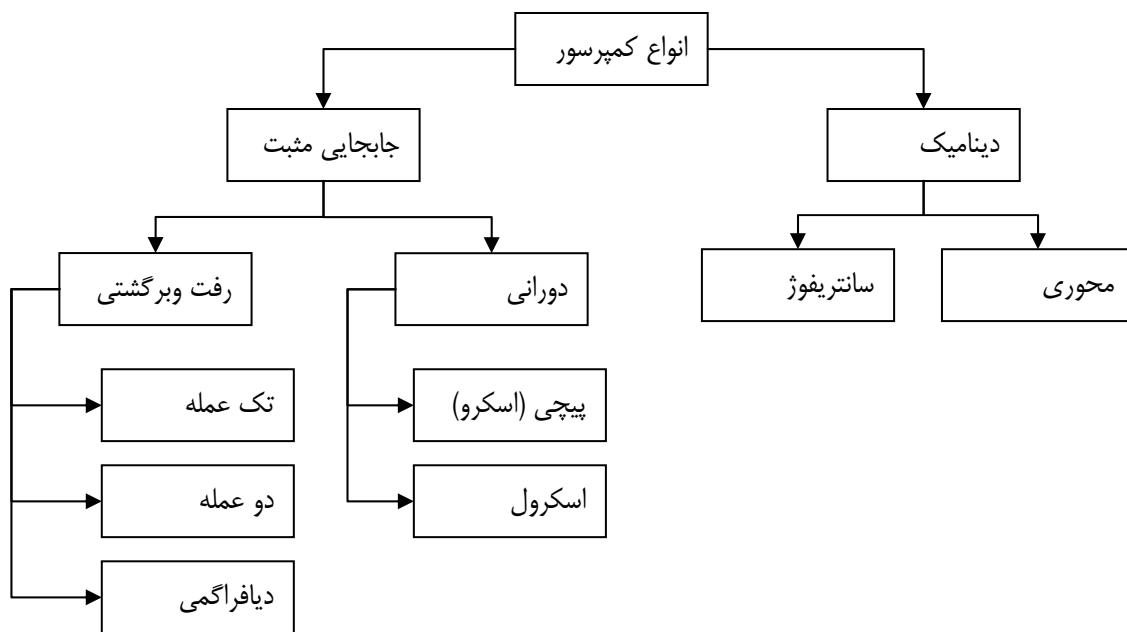 انواع کمپرسور
جابجایی مثبت
دینامیک
رفت وبرگشتی
دورانی
سانتریفوژ
محوری
تک عمله
پیچی (اسکرو)
دو عمله
اسکرول
دیافراگمی